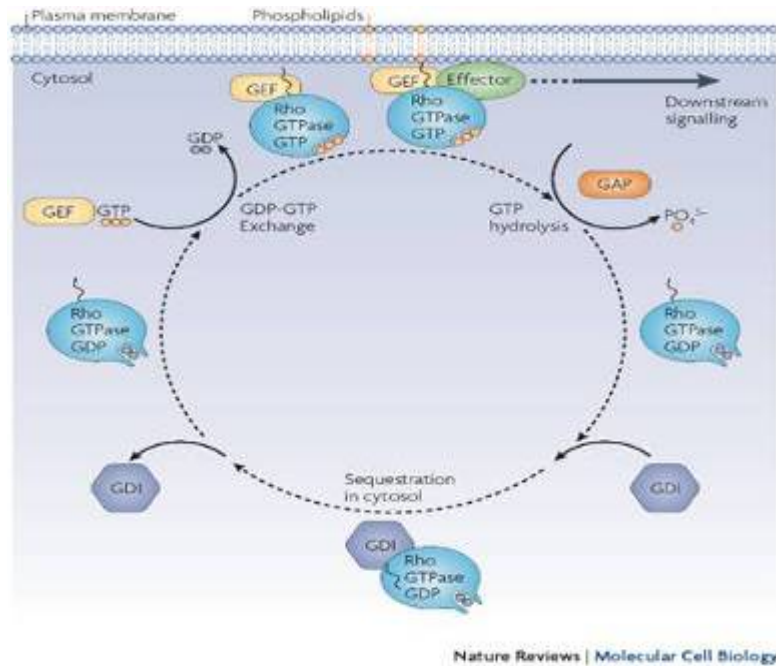 Plasma membrane
Phospholipids
Cytosol
GEF
Rho
GTPase
GTP
GEF
Effector
Rho
GTPase
GTP
Downstream
signalling
GDP
GEF
GTP
GDP-GTP
Exchange
GTP
hydrolysis
GAP
PO₄³⁻
Rho
GTPase
GDP
Rho
GTPase
GDP
GDI
Sequestration
in cytosol
GDI
GDI
Rho
GTPase
GDP
Nature Reviews | Molecular Cell Biology